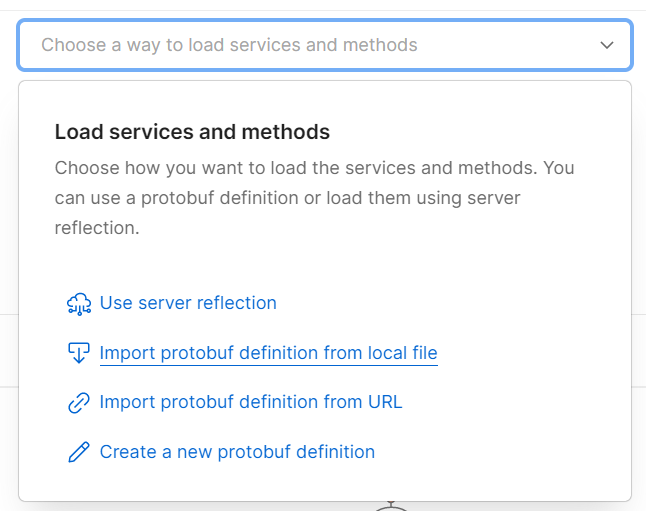 Choose a way to load services and methods
Load services and methods
Choose how you want to load the services and methods. You
can use a protobuf definition or load them using server
reflection.
Use server reflection
Import protobuf definition from local file
Import protobuf definition from URL
Create a new protobuf definition